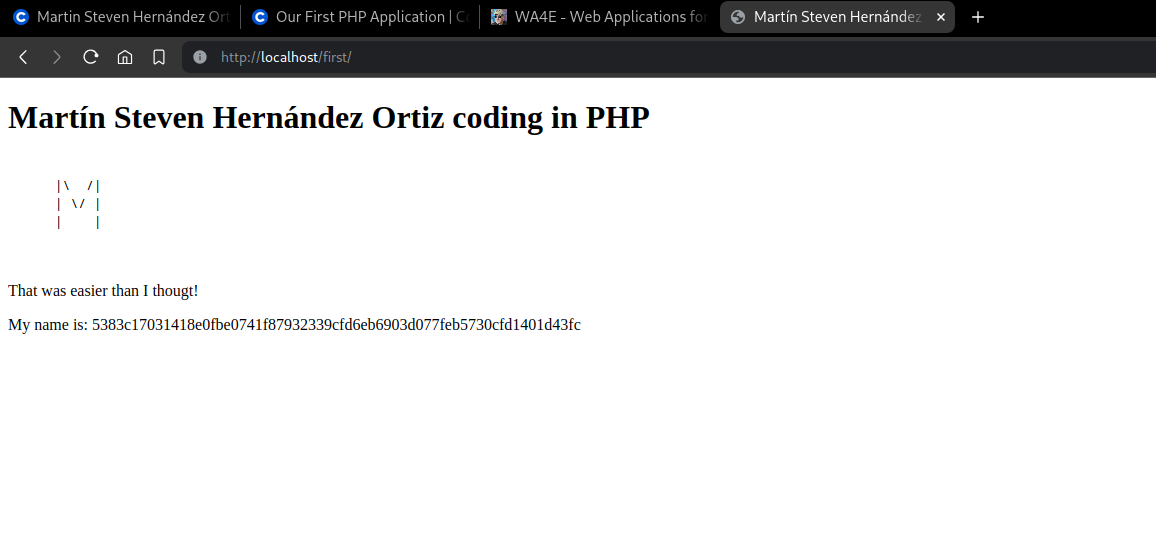 Martin Steven Hernández Ort
Our First PHP Application | Co
WA4E - Web Applications for
Martín Steven Hernández
http://localhost/first/
Martín Steven Hernández Ortiz coding in PHP
|\  /|
| \/ |
|    |
That was easier than I thougt!
My name is: 5383c17031418e0fbe0741f87932339cfd6eb6903d077feb5730cfd1401d43fc